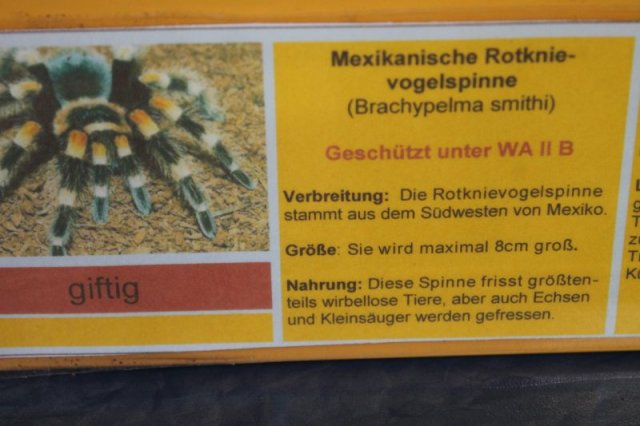 Mexikanische Rotknie-
vogelspinne
(Brachypelma smithi)
Geschützt unter WA II B
Verbreitung: Die Rotknievogelspinne
stammt aus dem Südwesten von Mexiko.
Größe: Sie wird maximal 8cm groß.
Nahrung: Diese Spinne frisst größten-
teils wirbellose Tiere, aber auch Echsen
und Kleinsäuger werden gefressen.
giftig